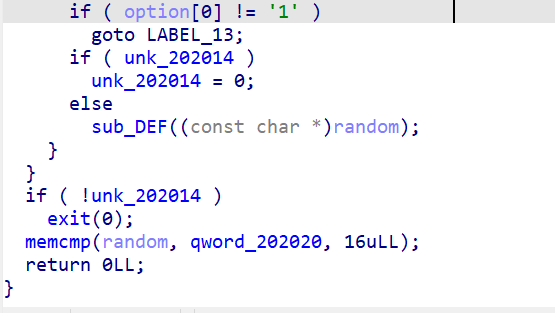 if ( option[0] != '1' )
goto LABEL_13;
if ( unk_202014 )
unk_202014 = 0;
else
sub_DEF((const char *)random);
}
}
if ( !unk_202014 )
exit(0);
memcmp(random, qword_202020, 16uLL);
return 0LL;
}